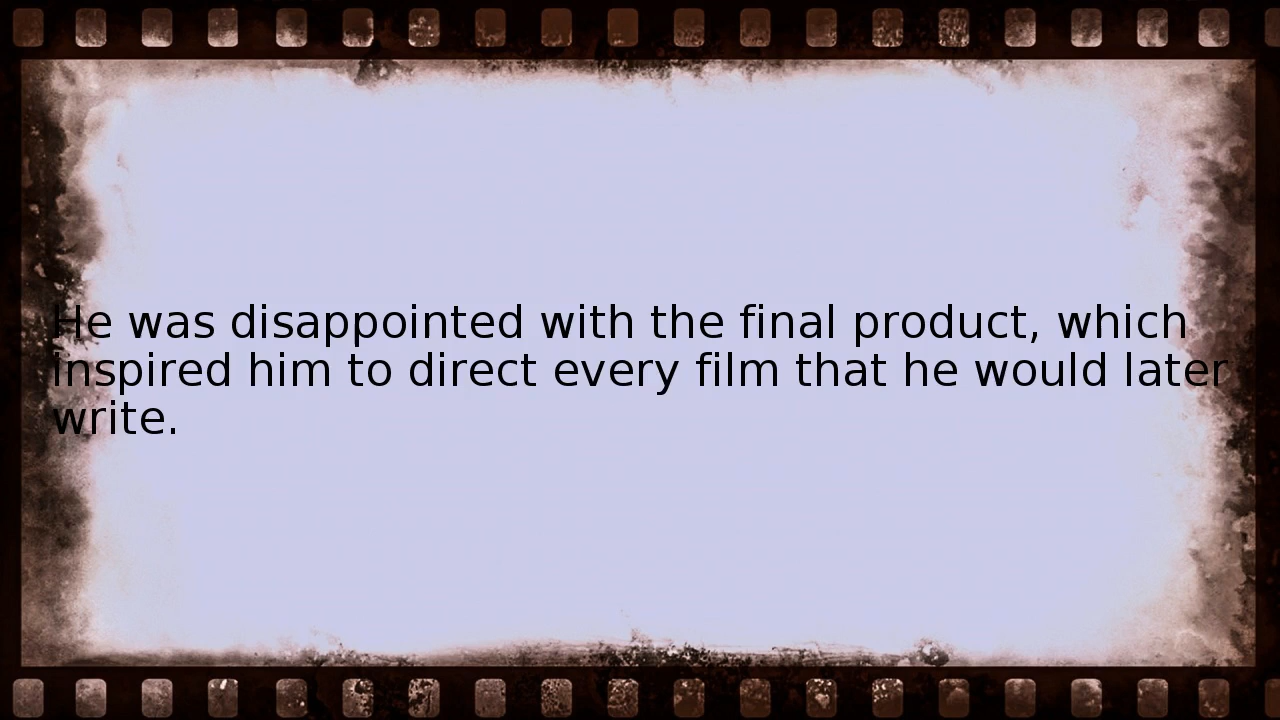 He was disappointed with the final product, which
inspired him to direct every film that he would later
write.